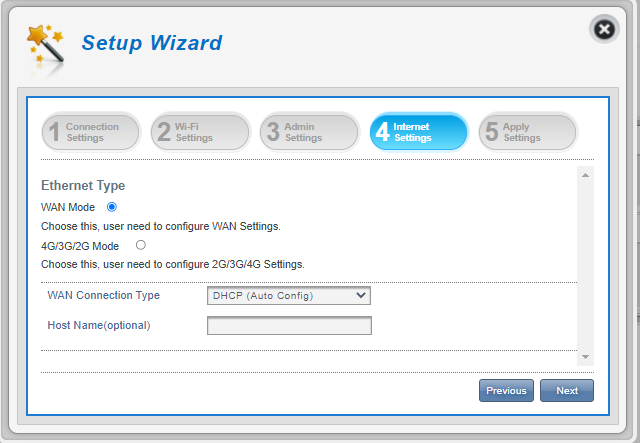 Setup Wizard
1 Connection Settings
2 Wi-Fi Settings
3 Admin Settings
4 Internet Settings
5 Apply Settings
Ethernet Type
WAN Mode
Choose this, user need to configure WAN Settings.
4G/3G/2G Mode
Choose this, user need to configure 2G/3G/4G Settings.
WAN Connection Type DHCP (Auto Config)
Host Name(optional)
Previous Next